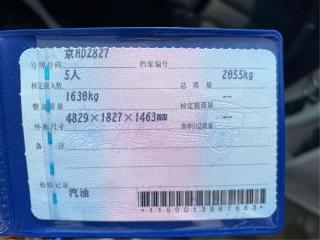 京HDZ827
号牌号码 档案编号
5人
核定载人数 总质量 2055kg
1630kg
整备质量 核定载质量
4829×1827×1463mm
外廓尺寸 准牵引总质量
备注
检验记录
汽油